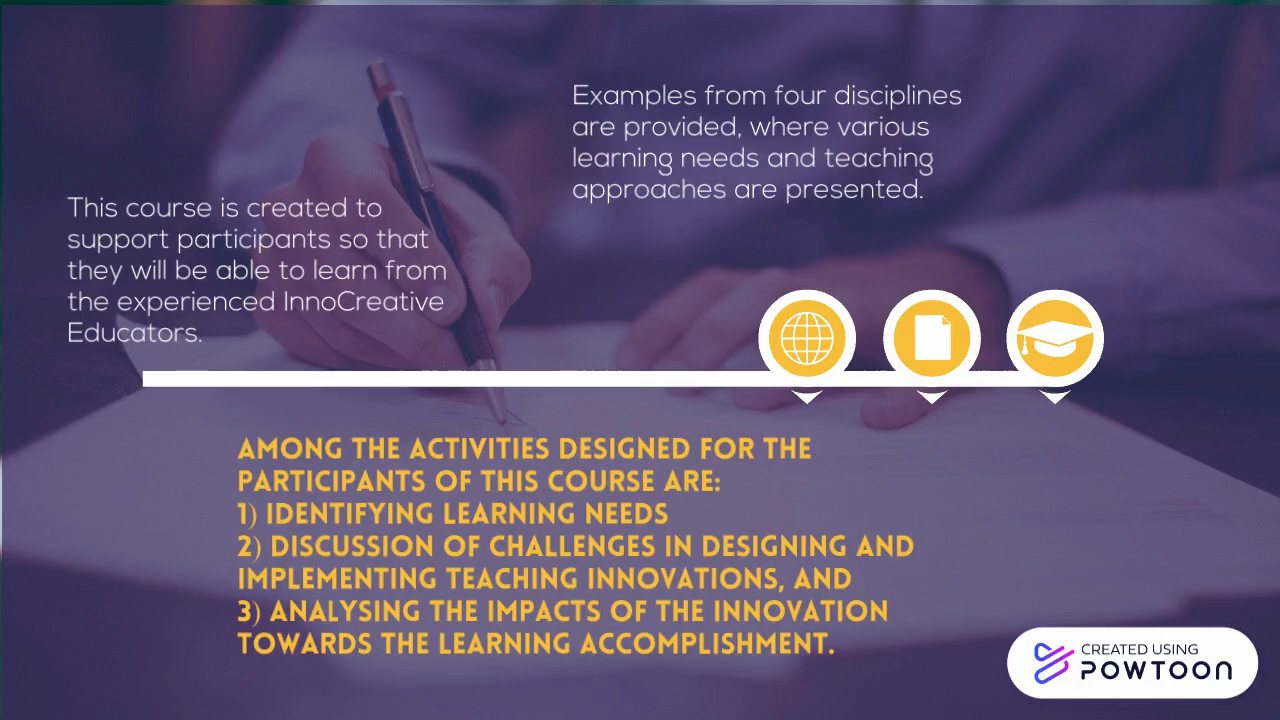 This course is created to
support participants so that
they will be able to learn from
the experienced InnoCreative
Educators.
Examples from four disciplines
are provided, where various
learning needs and teaching
approaches are presented.
AMONG THE ACTIVITIES DESIGNED FOR THE
PARTICIPANTS OF THIS COURSE ARE:
1) IDENTIFYING LEARNING NEEDS
2) DISCUSSION OF CHALLENGES IN DESIGNING AND
IMPLEMENTING TEACHING INNOVATIONS, AND
3) ANALYSING THE IMPACTS OF THE INNOVATION
TOWARDS THE LEARNING ACCOMPLISHMENT.
CREATED USING
POWTOON